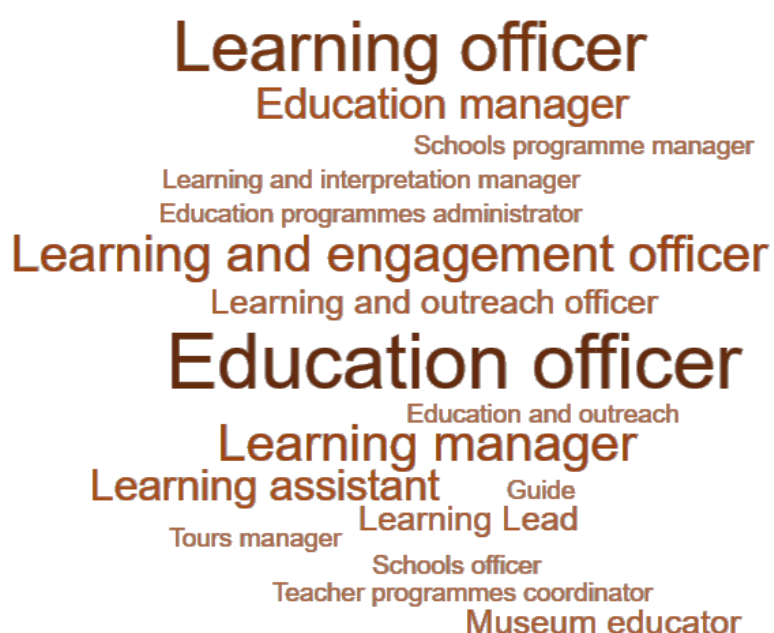 Learning officer
Education manager
Schools programme manager
Learning and interpretation manager
Education programmes administrator
Learning and engagement officer
Learning and outreach officer
Education officer
Education and outreach
Learning manager
Learning assistant
Guide
Learning Lead
Tours manager
Schools officer
Teacher programmes coordinator
Museum educator